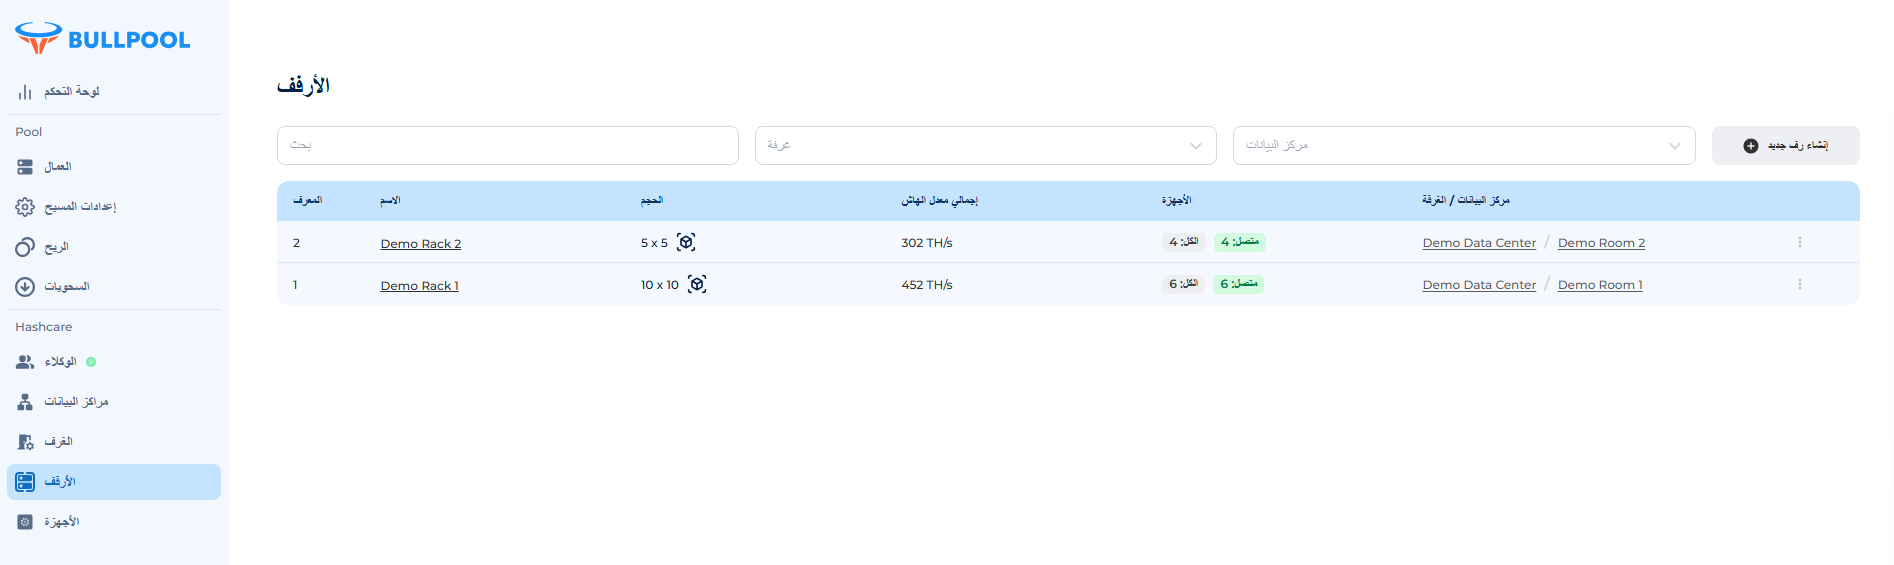 BULLPOOL
لوحة التحكم
Pool
العمال
إعدادات المسبح
الربح
السحوبات
Hashcare
الوكلاء
مراكز البيانات
الغرف
الأرفف
الأجهزة
الأرفف
بحث
غرفة
مركز البيانات
إنشاء رف جديد
المعرف الاسم الحجم إجمالي معدل الهاش الأجهزة مركز البيانات / الغرفة
2 Demo Rack 2 5 x 5 302 TH/s الكل: 4 متصل: 4 Demo Data Center / Demo Room 2
1 Demo Rack 1 10 x 10 452 TH/s الكل: 6 متصل: 6 Demo Data Center / Demo Room 1